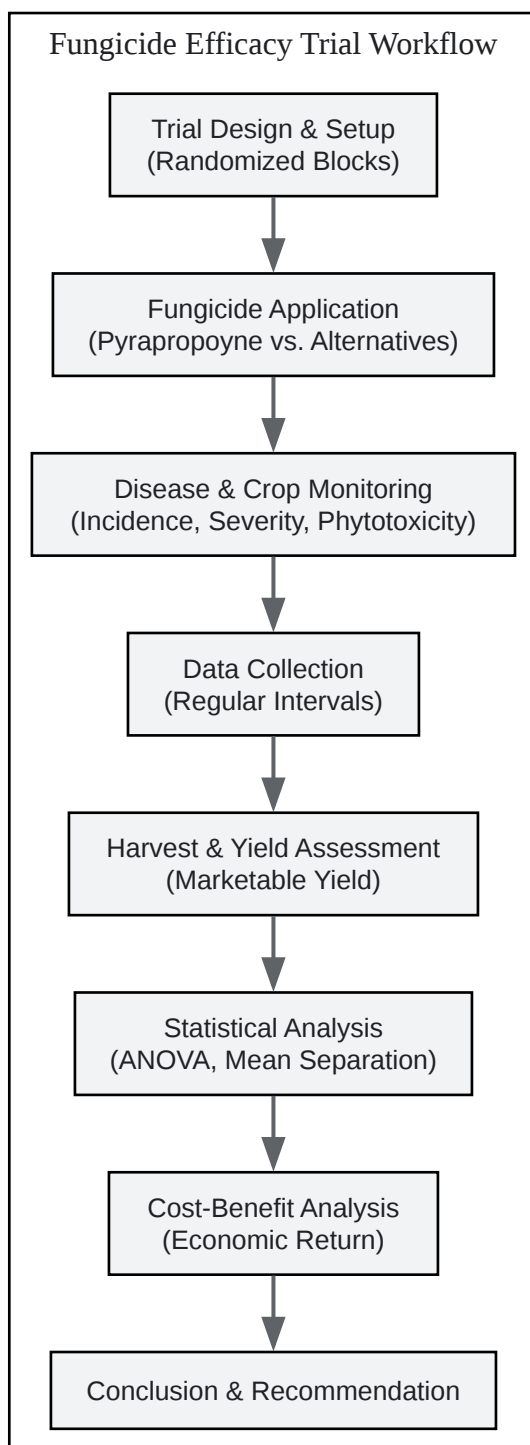 Fungicide Efficacy Trial Workflow
Trial Design & Setup
(Randomized Blocks)
Fungicide Application
(Pyrapropoyne vs. Alternatives)
Disease & Crop Monitoring
(Incidence, Severity, Phytotoxicity)
Data Collection
(Regular Intervals)
Harvest & Yield Assessment
(Marketable Yield)
Statistical Analysis
(ANOVA, Mean Separation)
Cost-Benefit Analysis
(Economic Return)
Conclusion & Recommendation